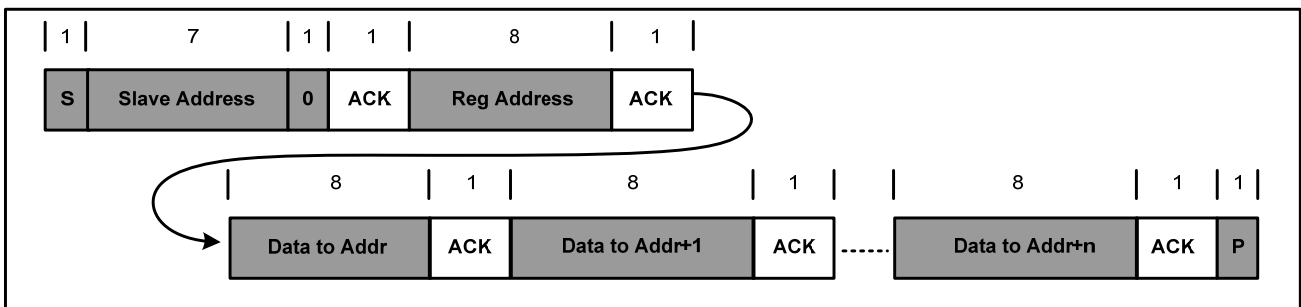 1 7 1 1 8 1
S Slave Address 0 ACK Reg Address ACK
8 1 8 1 8 1 1
Data to Addr ACK Data to Addr+1 ACK Data to Addr+n ACK P